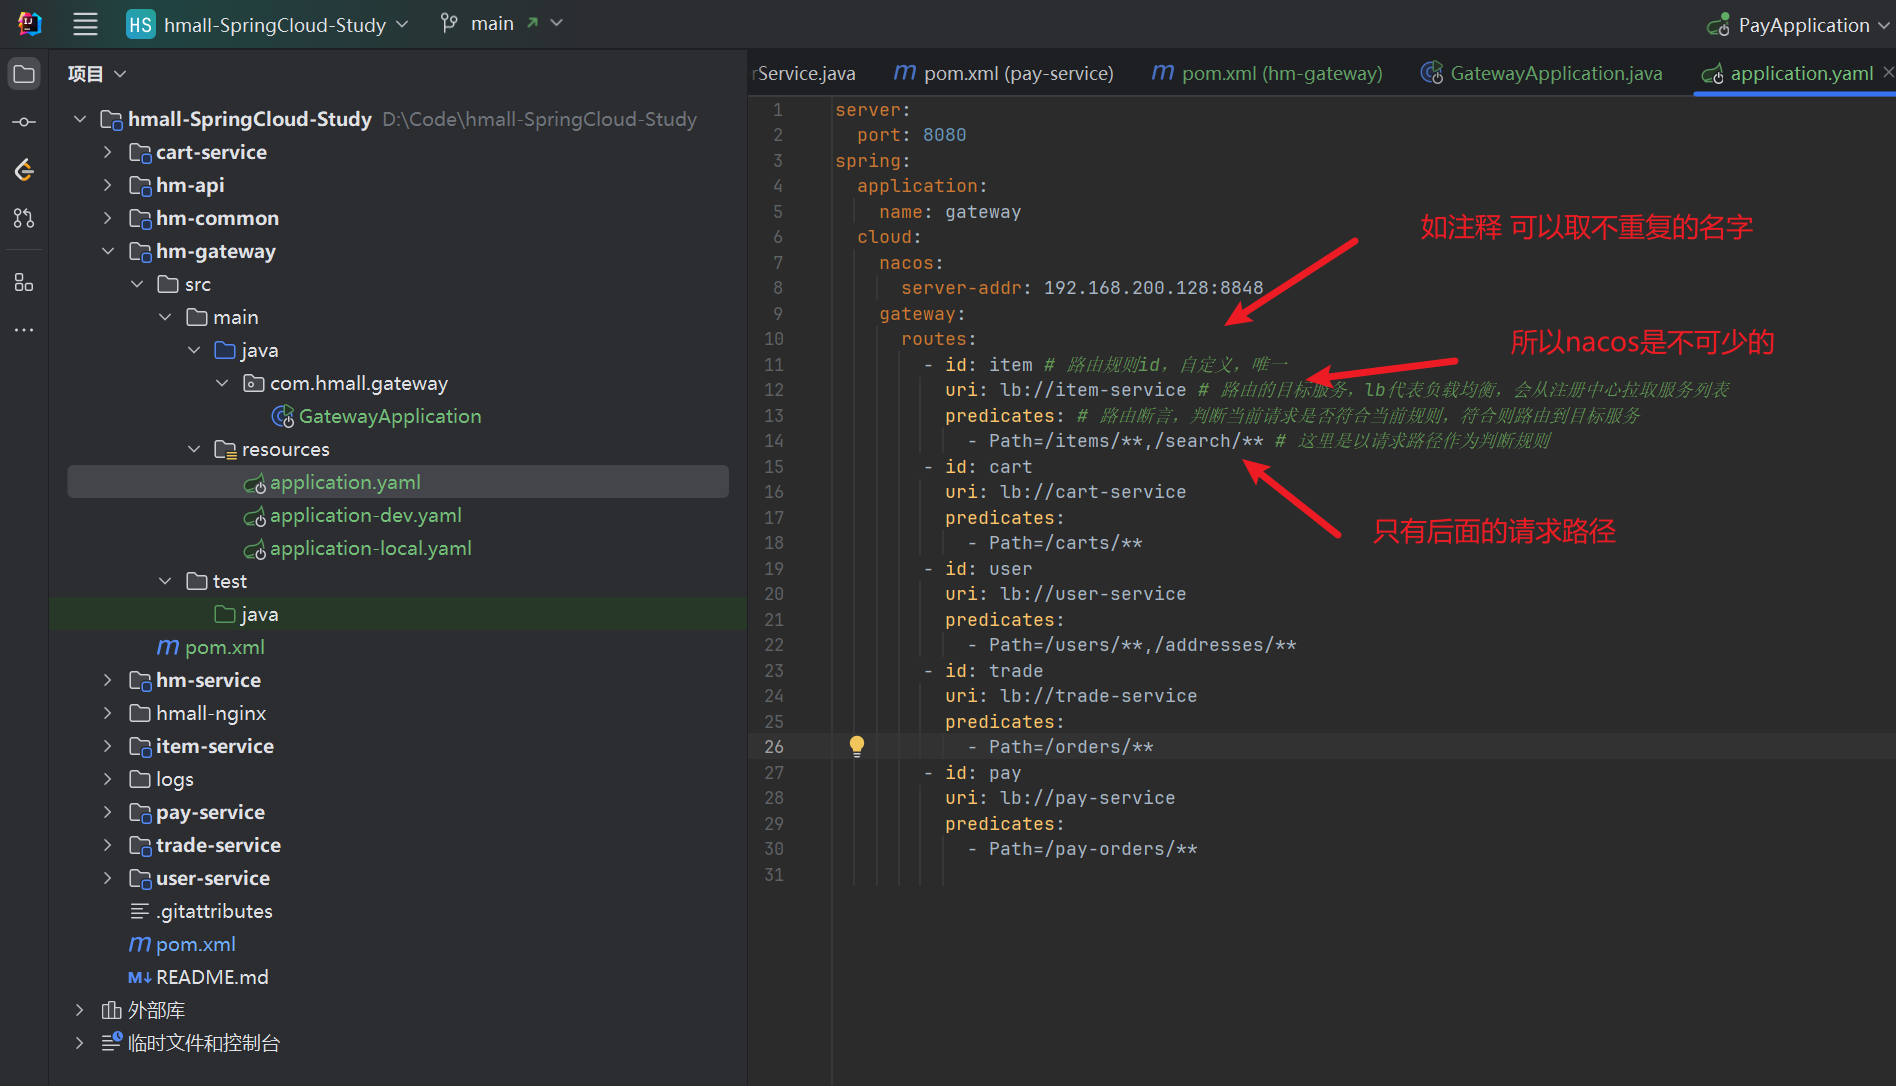 HS hmall-SpringCloud-Study main PayApplication
项目
rService.java pom.xml (pay-service) pom.xml (hm-gateway) GatewayApplication.java application.yaml
hmall-SpringCloud-Study D:\Code\hmall-SpringCloud-Study
cart-service
hm-api
hm-common
hm-gateway
src
main
java
com.hmall.gateway
GatewayApplication
resources
application.yaml
application-dev.yaml
application-local.yaml
test
java
pom.xml
hm-service
hmall-nginx
item-service
logs
pay-service
trade-service
user-service
.gitattributes
pom.xml
README.md
外部库
临时文件和控制台
1 server:
2 port: 8080
3 spring:
4 application:
5 name: gateway
6 cloud:
7 nacos:
8 server-addr: 192.168.200.128:8848
9 gateway:
10 routes:
11 - id: item # 路由规则id，自定义，唯一
12 uri: lb://item-service # 路由的目标服务，lb代表负载均衡，会从注册中心拉取服务列表
13 predicates: # 路由断言，判断当前请求是否符合当前规则，符合则路由到目标服务
14 - Path=/items/**,/search/** # 这里是以请求路径作为判断规则
15 - id: cart
16 uri: lb://cart-service
17 predicates:
18 - Path=/carts/**
19 - id: user
20 uri: lb://user-service
21 predicates:
22 - Path=/users/**,/addresses/**
23 - id: trade
24 uri: lb://trade-service
25 predicates:
26 - Path=/orders/**
27 - id: pay
28 uri: lb://pay-service
29 predicates:
30 - Path=/pay-orders/**
31
如注释 可以取不重复的名字
所以nacos是不可少的
只有后面的请求路径